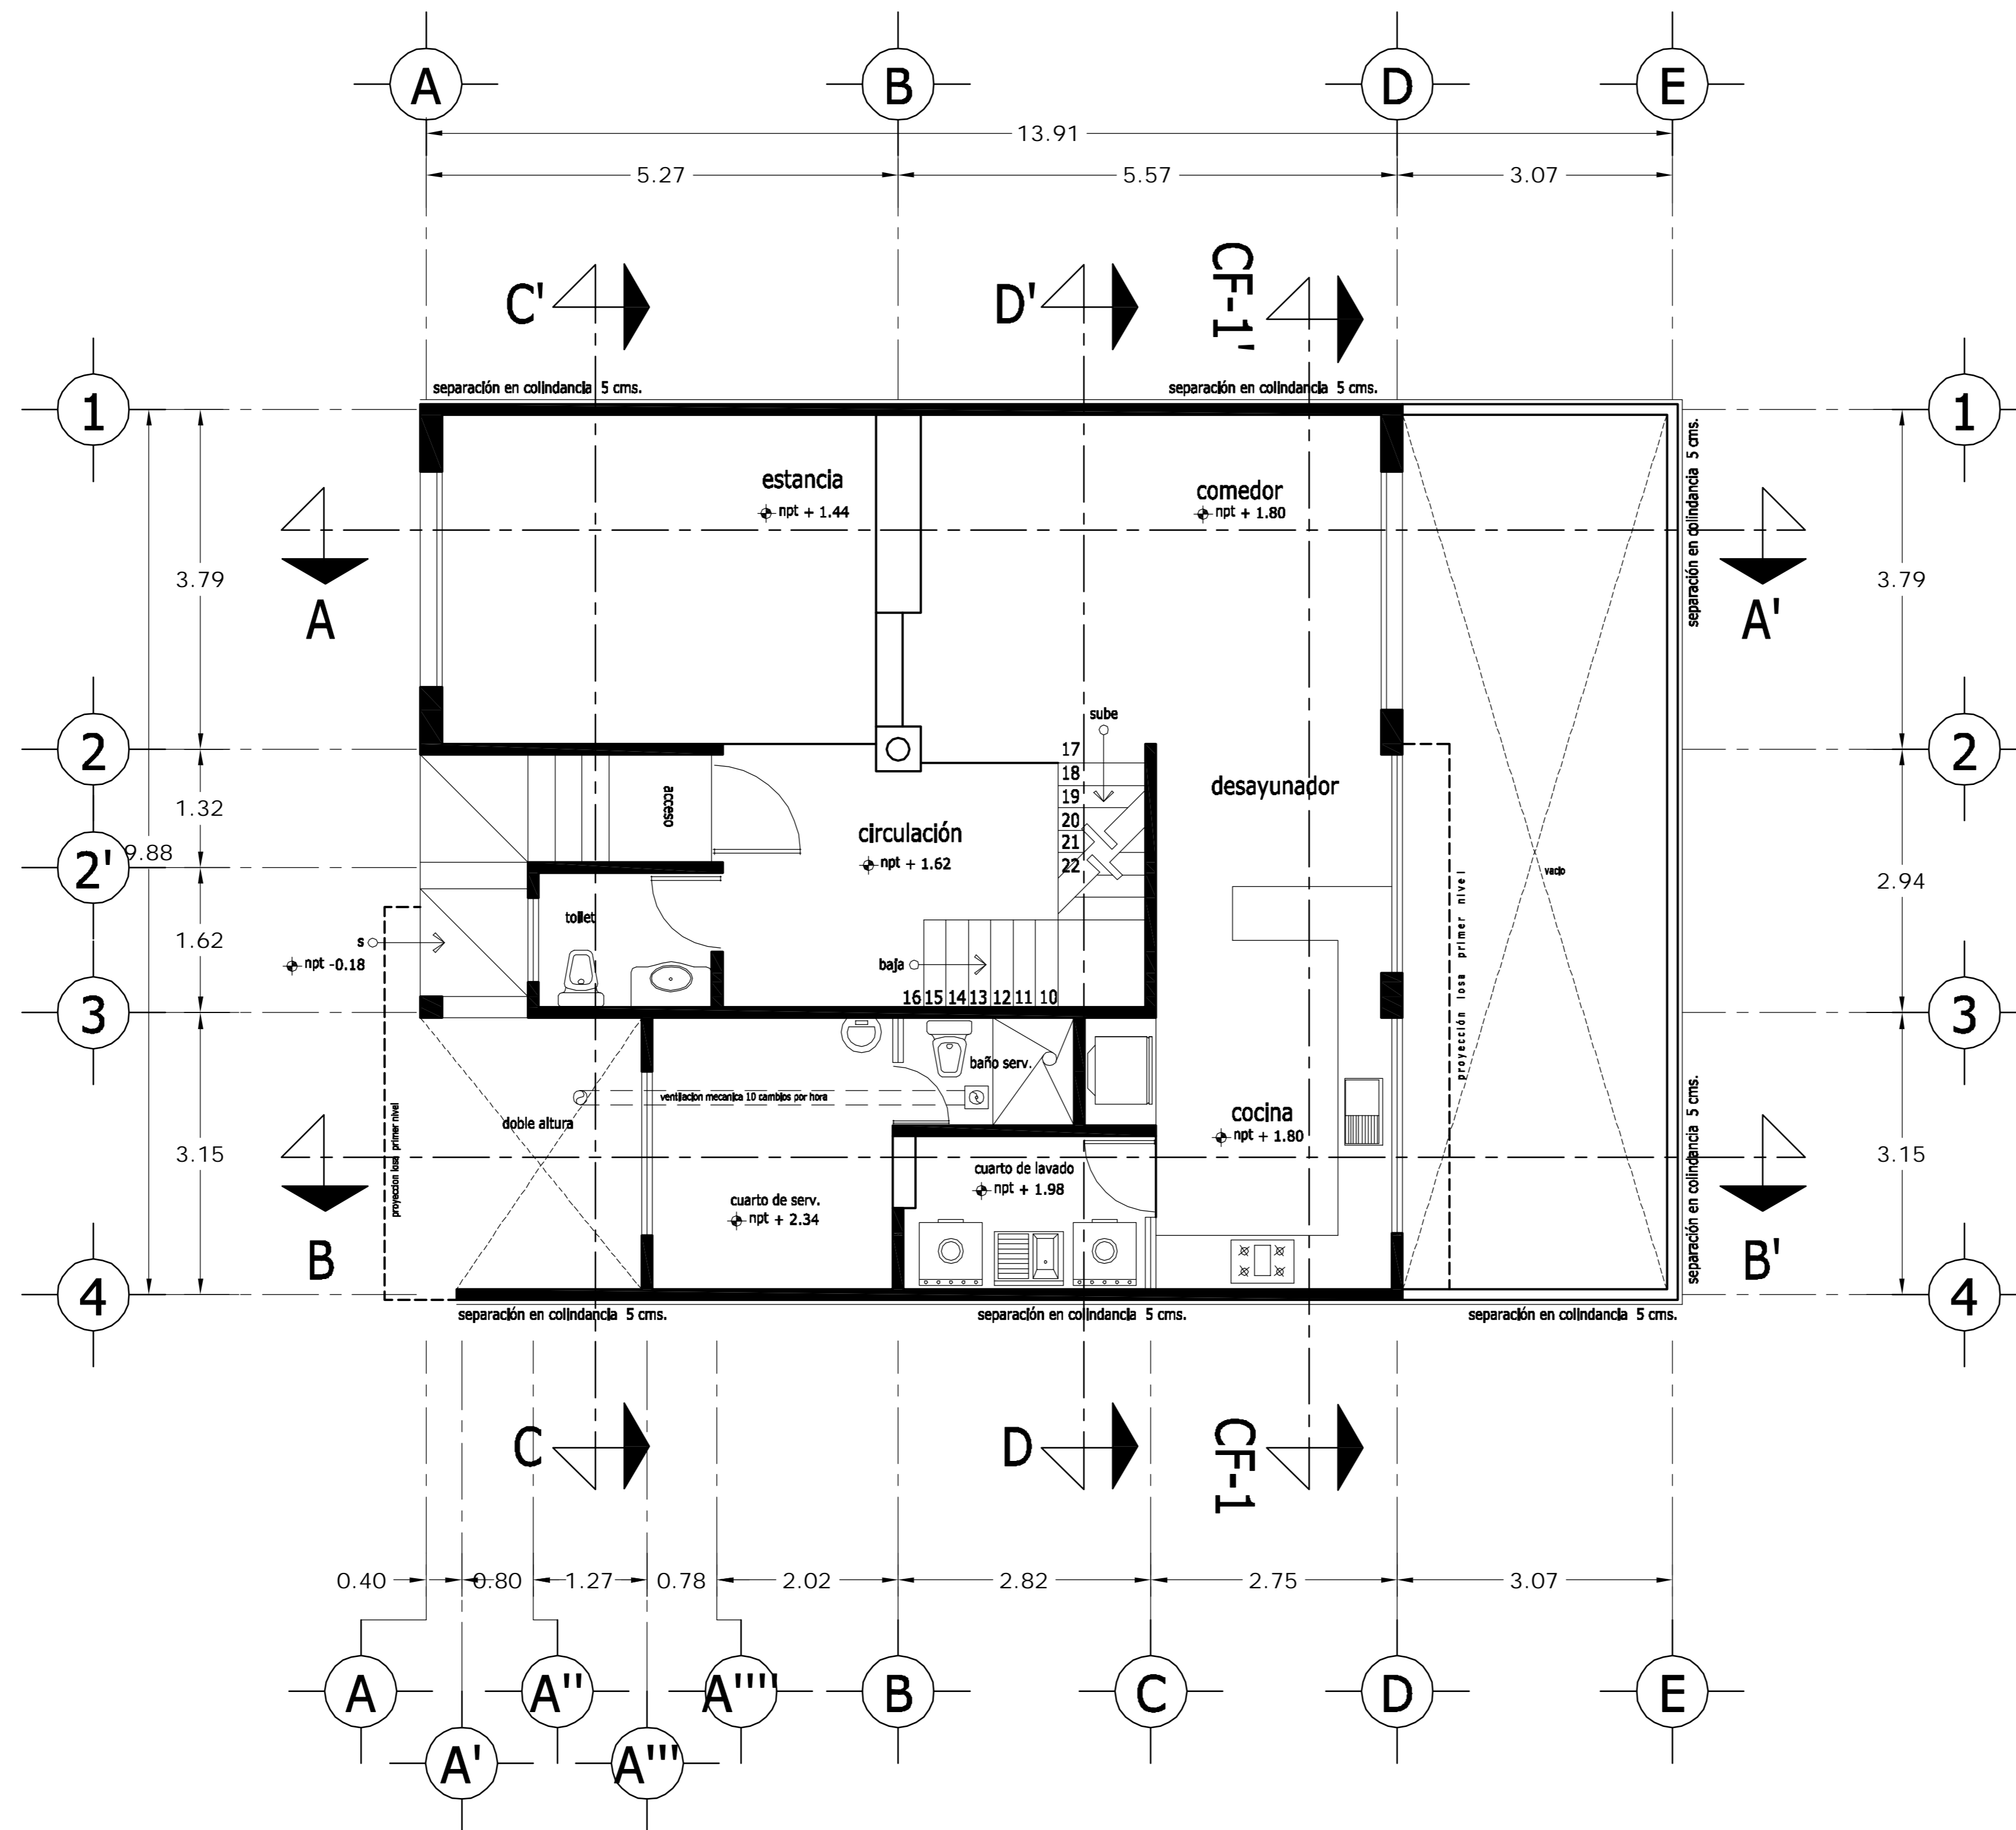 A
B
D
E
13.91
5.27
5.57
3.07
C'
D'
CF-1'
separación en colindancia 5 cms.
separación en colindancia 5 cms.
1
1
separación en colindancia 5 cms.
estancia
npt + 1.44
comedor
npt + 1.80
3.79
3.79
A
A'
sube
2
2
17
18
19
20
21
22
acceso
desayunador
1.32
circulación
npt + 1.62
9.88
2'
vacio
2.94
proyección losa primer nivel
toilet
1.62
s
npt -0.18
baja
16 15 14 13 12 11 10
3
3
baño serv.
ventilacion mecanica 10 cambios por hora
doble altura
cocina
npt + 1.80
separación en colindancia 5 cms.
proyeccion losa primer nivel
3.15
3.15
cuarto de lavado
npt + 1.98
cuarto de serv.
npt + 2.34
B
B'
4
4
separación en colindancia 5 cms.
separación en colindancia 5 cms.
separación en colindancia 5 cms.
C
D
CF-1
0.40
0.80
1.27
0.78
2.02
2.82
2.75
3.07
A
A''
A''''
B
C
D
E
A'
A'''